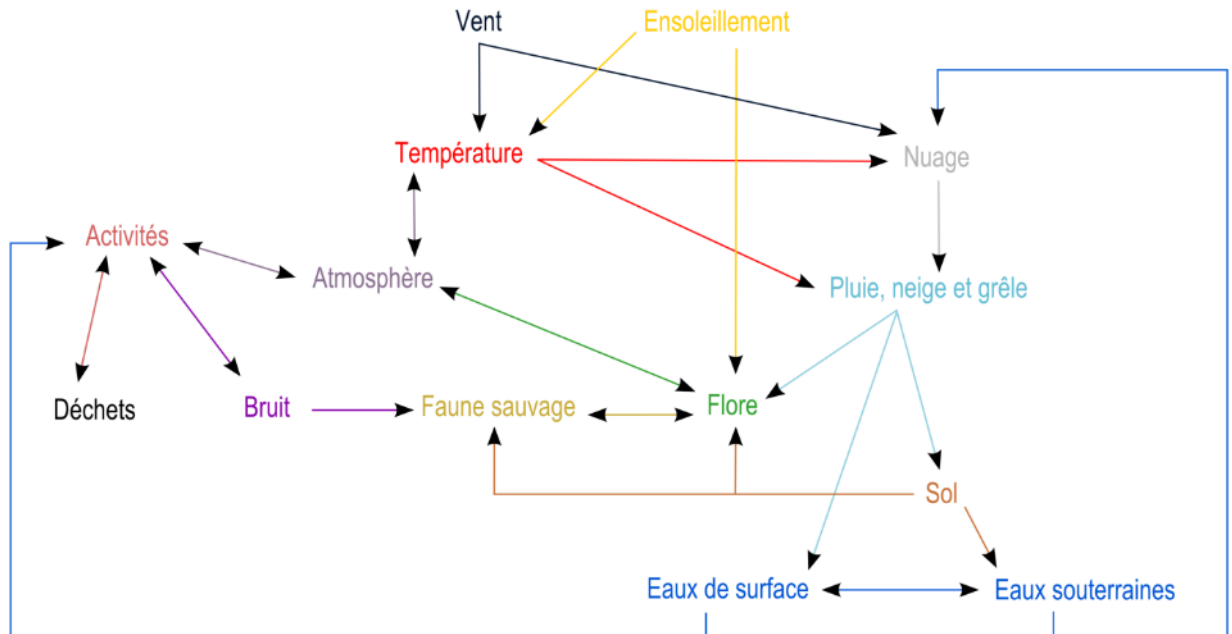 Vent
Ensoleillement
Température
Nuage
Activités
Atmosphère
Pluie, neige et grêle
Déchets
Bruit
Faune sauvage
Flore
Sol
Eaux de surface
Eaux souterraines